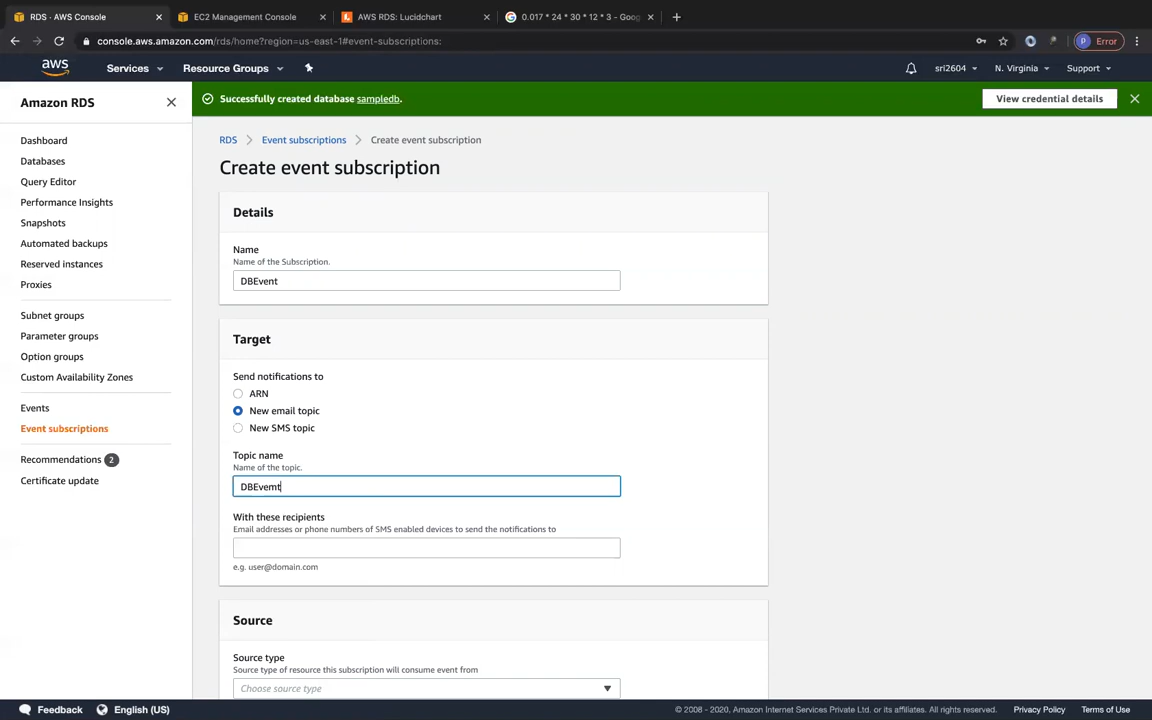 RDS · AWS Console
EC2 Management Console
AWS RDS: Lucidchart
0.017 * 24 * 30 * 12 * 3 - Goog
console.aws.amazon.com/rds/home?region=us-east-1#event-subscriptions:
P Error
aws
Services
Resource Groups
sri2604
N. Virginia
Support
Amazon RDS
Successfully created database sampledb.
View credential details
Dashboard
Databases
Query Editor
Performance Insights
Snapshots
Automated backups
Reserved instances
Proxies
Subnet groups
Parameter groups
Option groups
Custom Availability Zones
Events
Event subscriptions
Recommendations 2
Certificate update
RDS > Event subscriptions > Create event subscription
Create event subscription
Details
Name
Name of the Subscription.
DBEvent
Target
Send notifications to
ARN
New email topic
New SMS topic
Topic name
Name of the topic.
DBEvemt
With these recipients
Email addresses or phone numbers of SMS enabled devices to send the notifications to
e.g. user@domain.com
Source
Source type
Source type of resource this subscription will consume event from
Choose source type
Feedback
English (US)
© 2008 - 2020, Amazon Internet Services Private Ltd. or its affiliates. All rights reserved.
Privacy Policy
Terms of Use